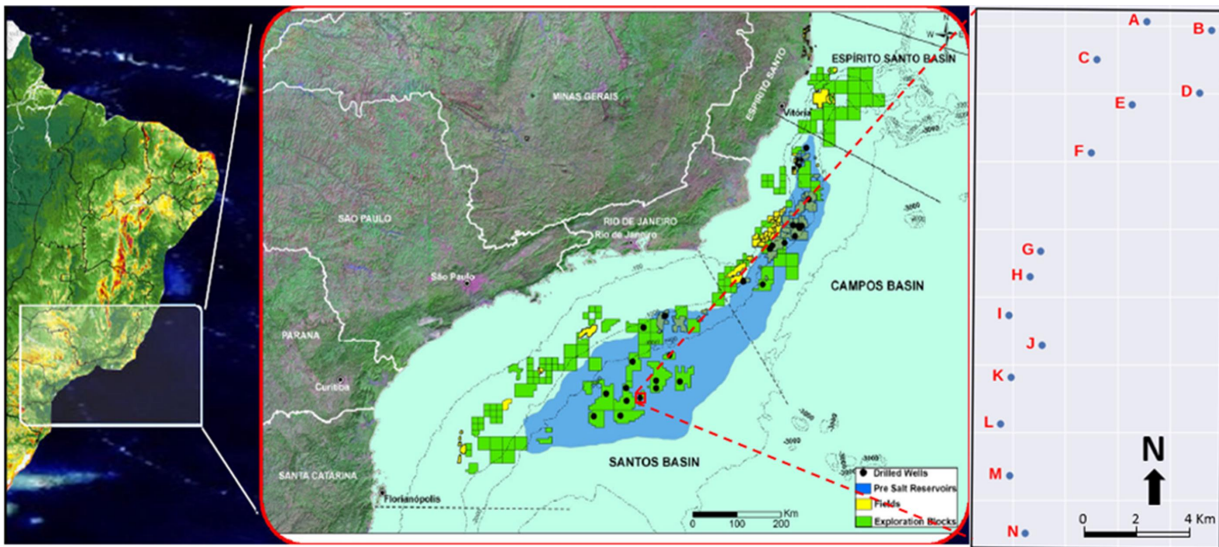 N
W E
ESPÍRITO SANTO BASIN
ESPÍRITO SANTO
MINAS GERAIS
Vitória
-3000
SAO PAULO
RIO DE JANEIRO
Rio de Janeiro
São Paulo
CAMPOS BASIN
PARANA
Curitiba
SANTA CATARINA
SANTOS BASIN
Florianópolis
Drilled Wells
Pre Salt Reservoirs
Fields
Exploration Blocks
Km
0 100 200
A
B
C
D
E
F
G
H
I
J
K
L
M
N
N
0 2 4 Km